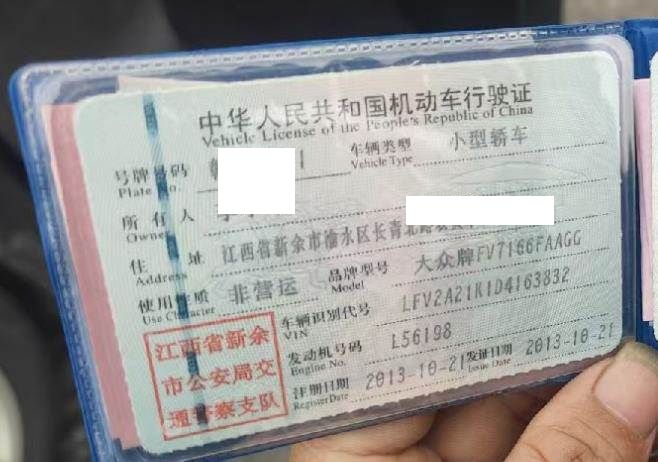 中华人民共和国机动车行驶证
Vehicle License of the People's Republic of China
号牌号码
Plate No.
车辆类型 小型轿车
Vehicle Type
所有人
Owner
住址 江西省新余市渝水区长青北路
Address
使用性质 非营运 品牌型号 大众牌FV7166FAAGG
Use Character Model
车辆识别代号 LFV2A21K1D4163832
VIN
发动机号码 L56198
Engine No.
注册日期 2013-10-21 发证日期 2013-10-21
Register Date Issue Date
江西省新余
市公安局交
通警察支队